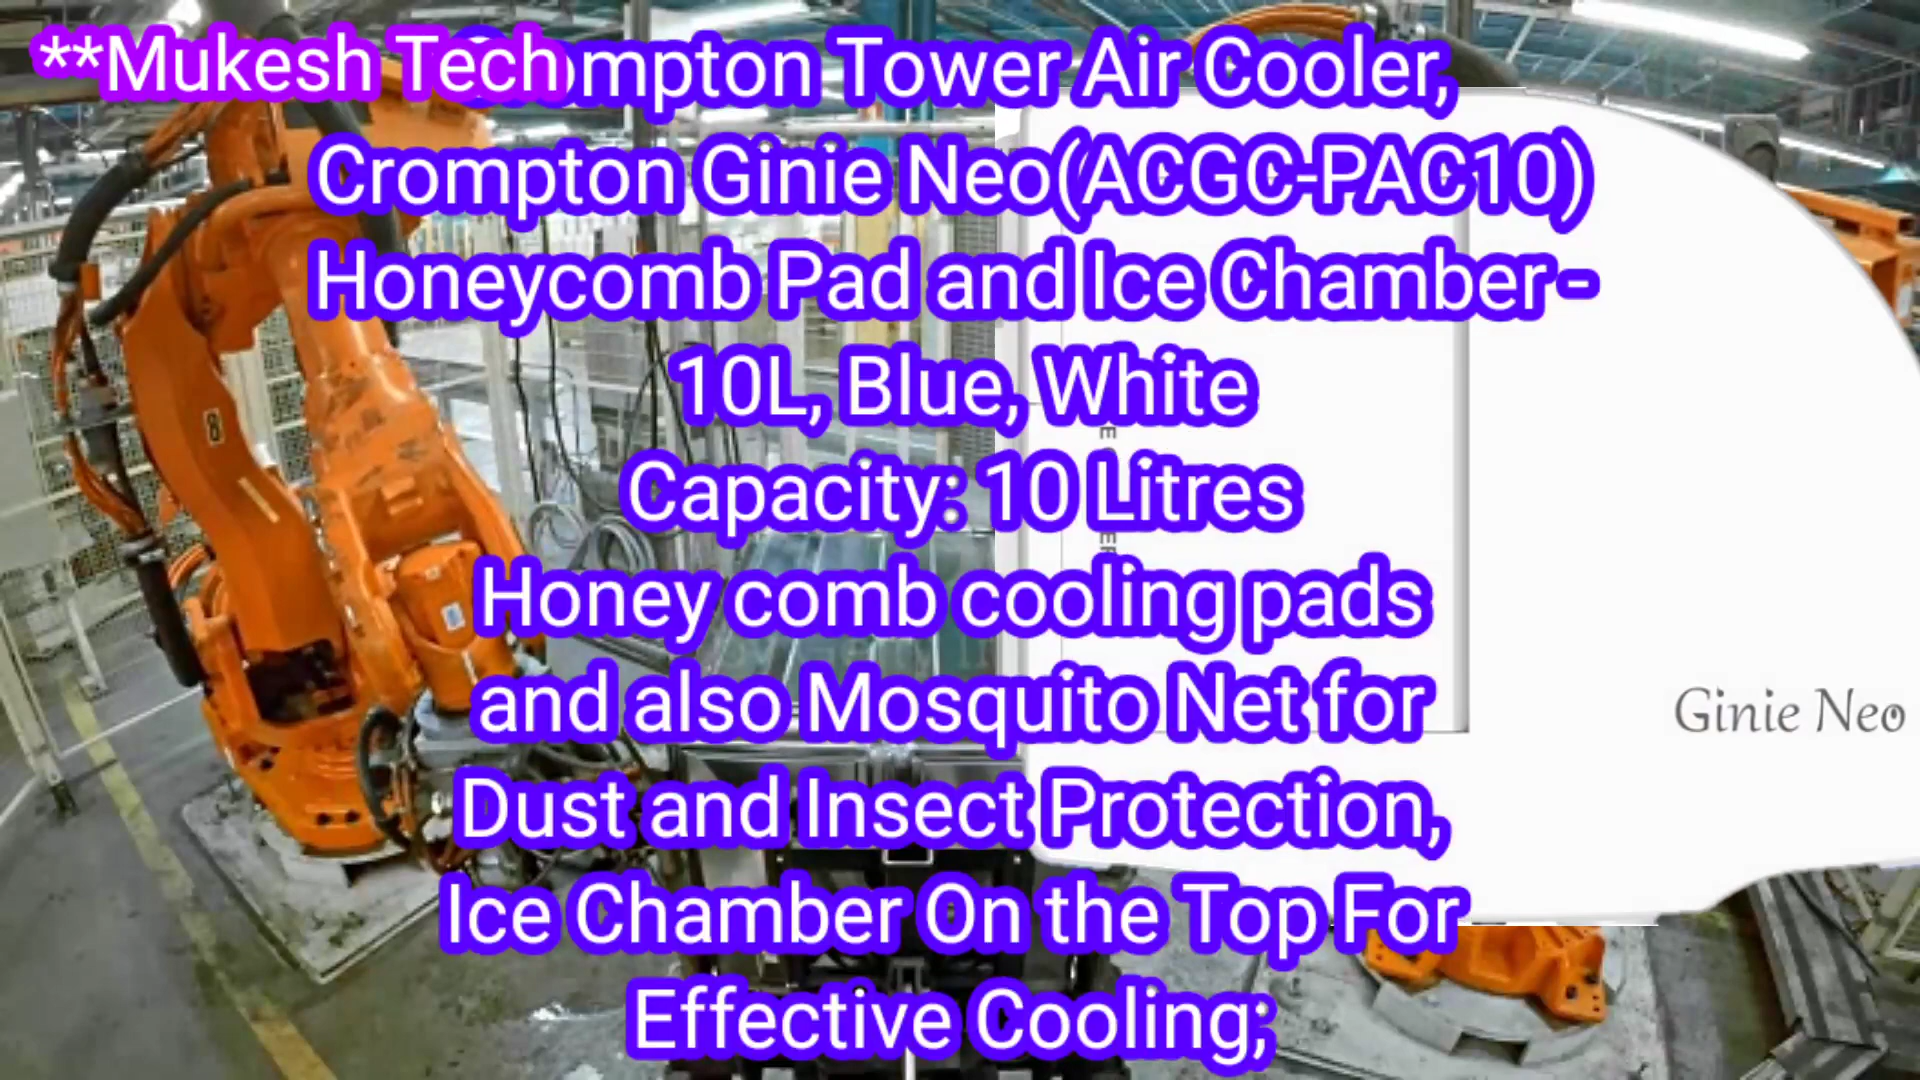 **Mukesh Tech
ompton Tower Air Cooler,
Crompton Ginie Neo(ACGC-PAC10)
Honeycomb Pad and Ice Chamber -
10L, Blue, White
Capacity: 10 Litres
Honey comb cooling pads
and also Mosquito Net for
Dust and Insect Protection,
Ice Chamber On the Top For
Effective Cooling;
Ginie Neo
8